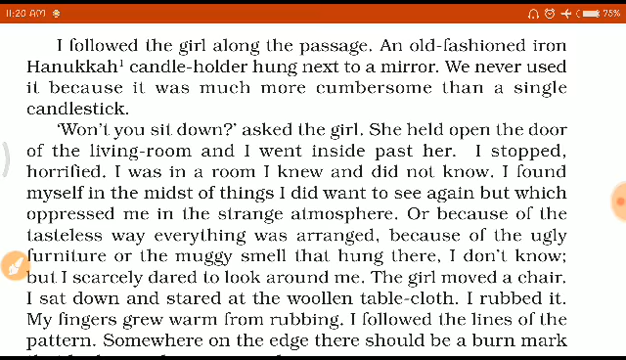 11:20 AM
75%
I followed the girl along the passage. An old-fashioned iron
Hanukkah¹ candle-holder hung next to a mirror. We never used
it because it was much more cumbersome than a single
candlestick.
‘Won’t you sit down?’ asked the girl. She held open the door
of the living-room and I went inside past her. I stopped,
horrified. I was in a room I knew and did not know. I found
myself in the midst of things I did want to see again but which
oppressed me in the strange atmosphere. Or because of the
tasteless way everything was arranged, because of the ugly
furniture or the muggy smell that hung there, I don’t know;
but I scarcely dared to look around me. The girl moved a chair.
I sat down and stared at the woollen table-cloth. I rubbed it.
My fingers grew warm from rubbing. I followed the lines of the
pattern. Somewhere on the edge there should be a burn mark